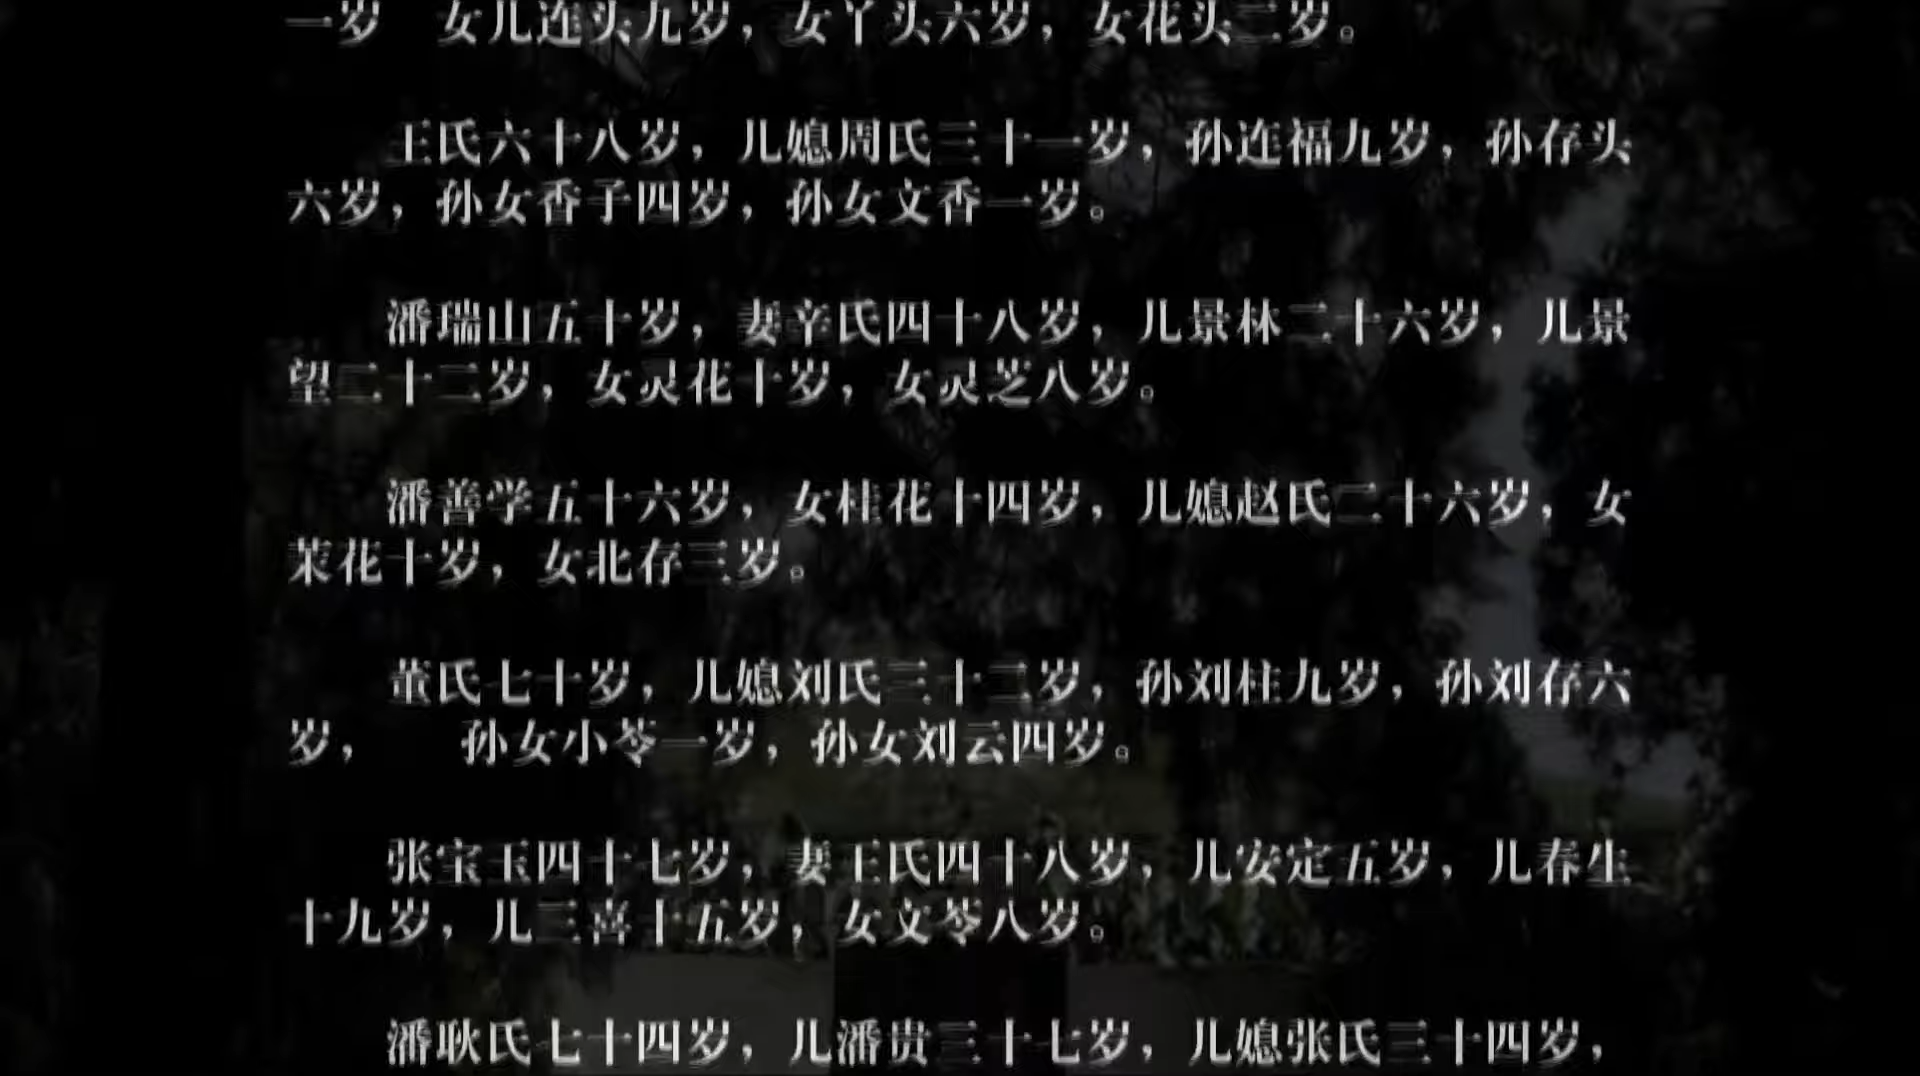 一岁　女儿连头九岁，女丫头六岁，女花头二岁。
王氏六十八岁，儿媳周氏三十一岁，孙连福九岁，孙存头
六岁，孙女香子四岁，孙女文香一岁。
潘瑞山五十岁，妻辛氏四十八岁，儿景林二十六岁，儿景
望二十二岁，女灵花十岁，女灵芝八岁。
潘善学五十六岁，女桂花十四岁，儿媳赵氏二十六岁，女
茉花十岁，女北存三岁。
董氏七十岁，儿媳刘氏三十二岁，孙刘柱九岁，孙刘存六
岁，　　孙女小苓一岁，孙女刘云四岁。
张宝玉四十七岁，妻王氏四十八岁，儿安定五岁，儿春生
十九岁，儿三喜十五岁，女文苓八岁。
潘耿氏七十四岁，儿潘贵三十七岁，儿媳张氏三十四岁，